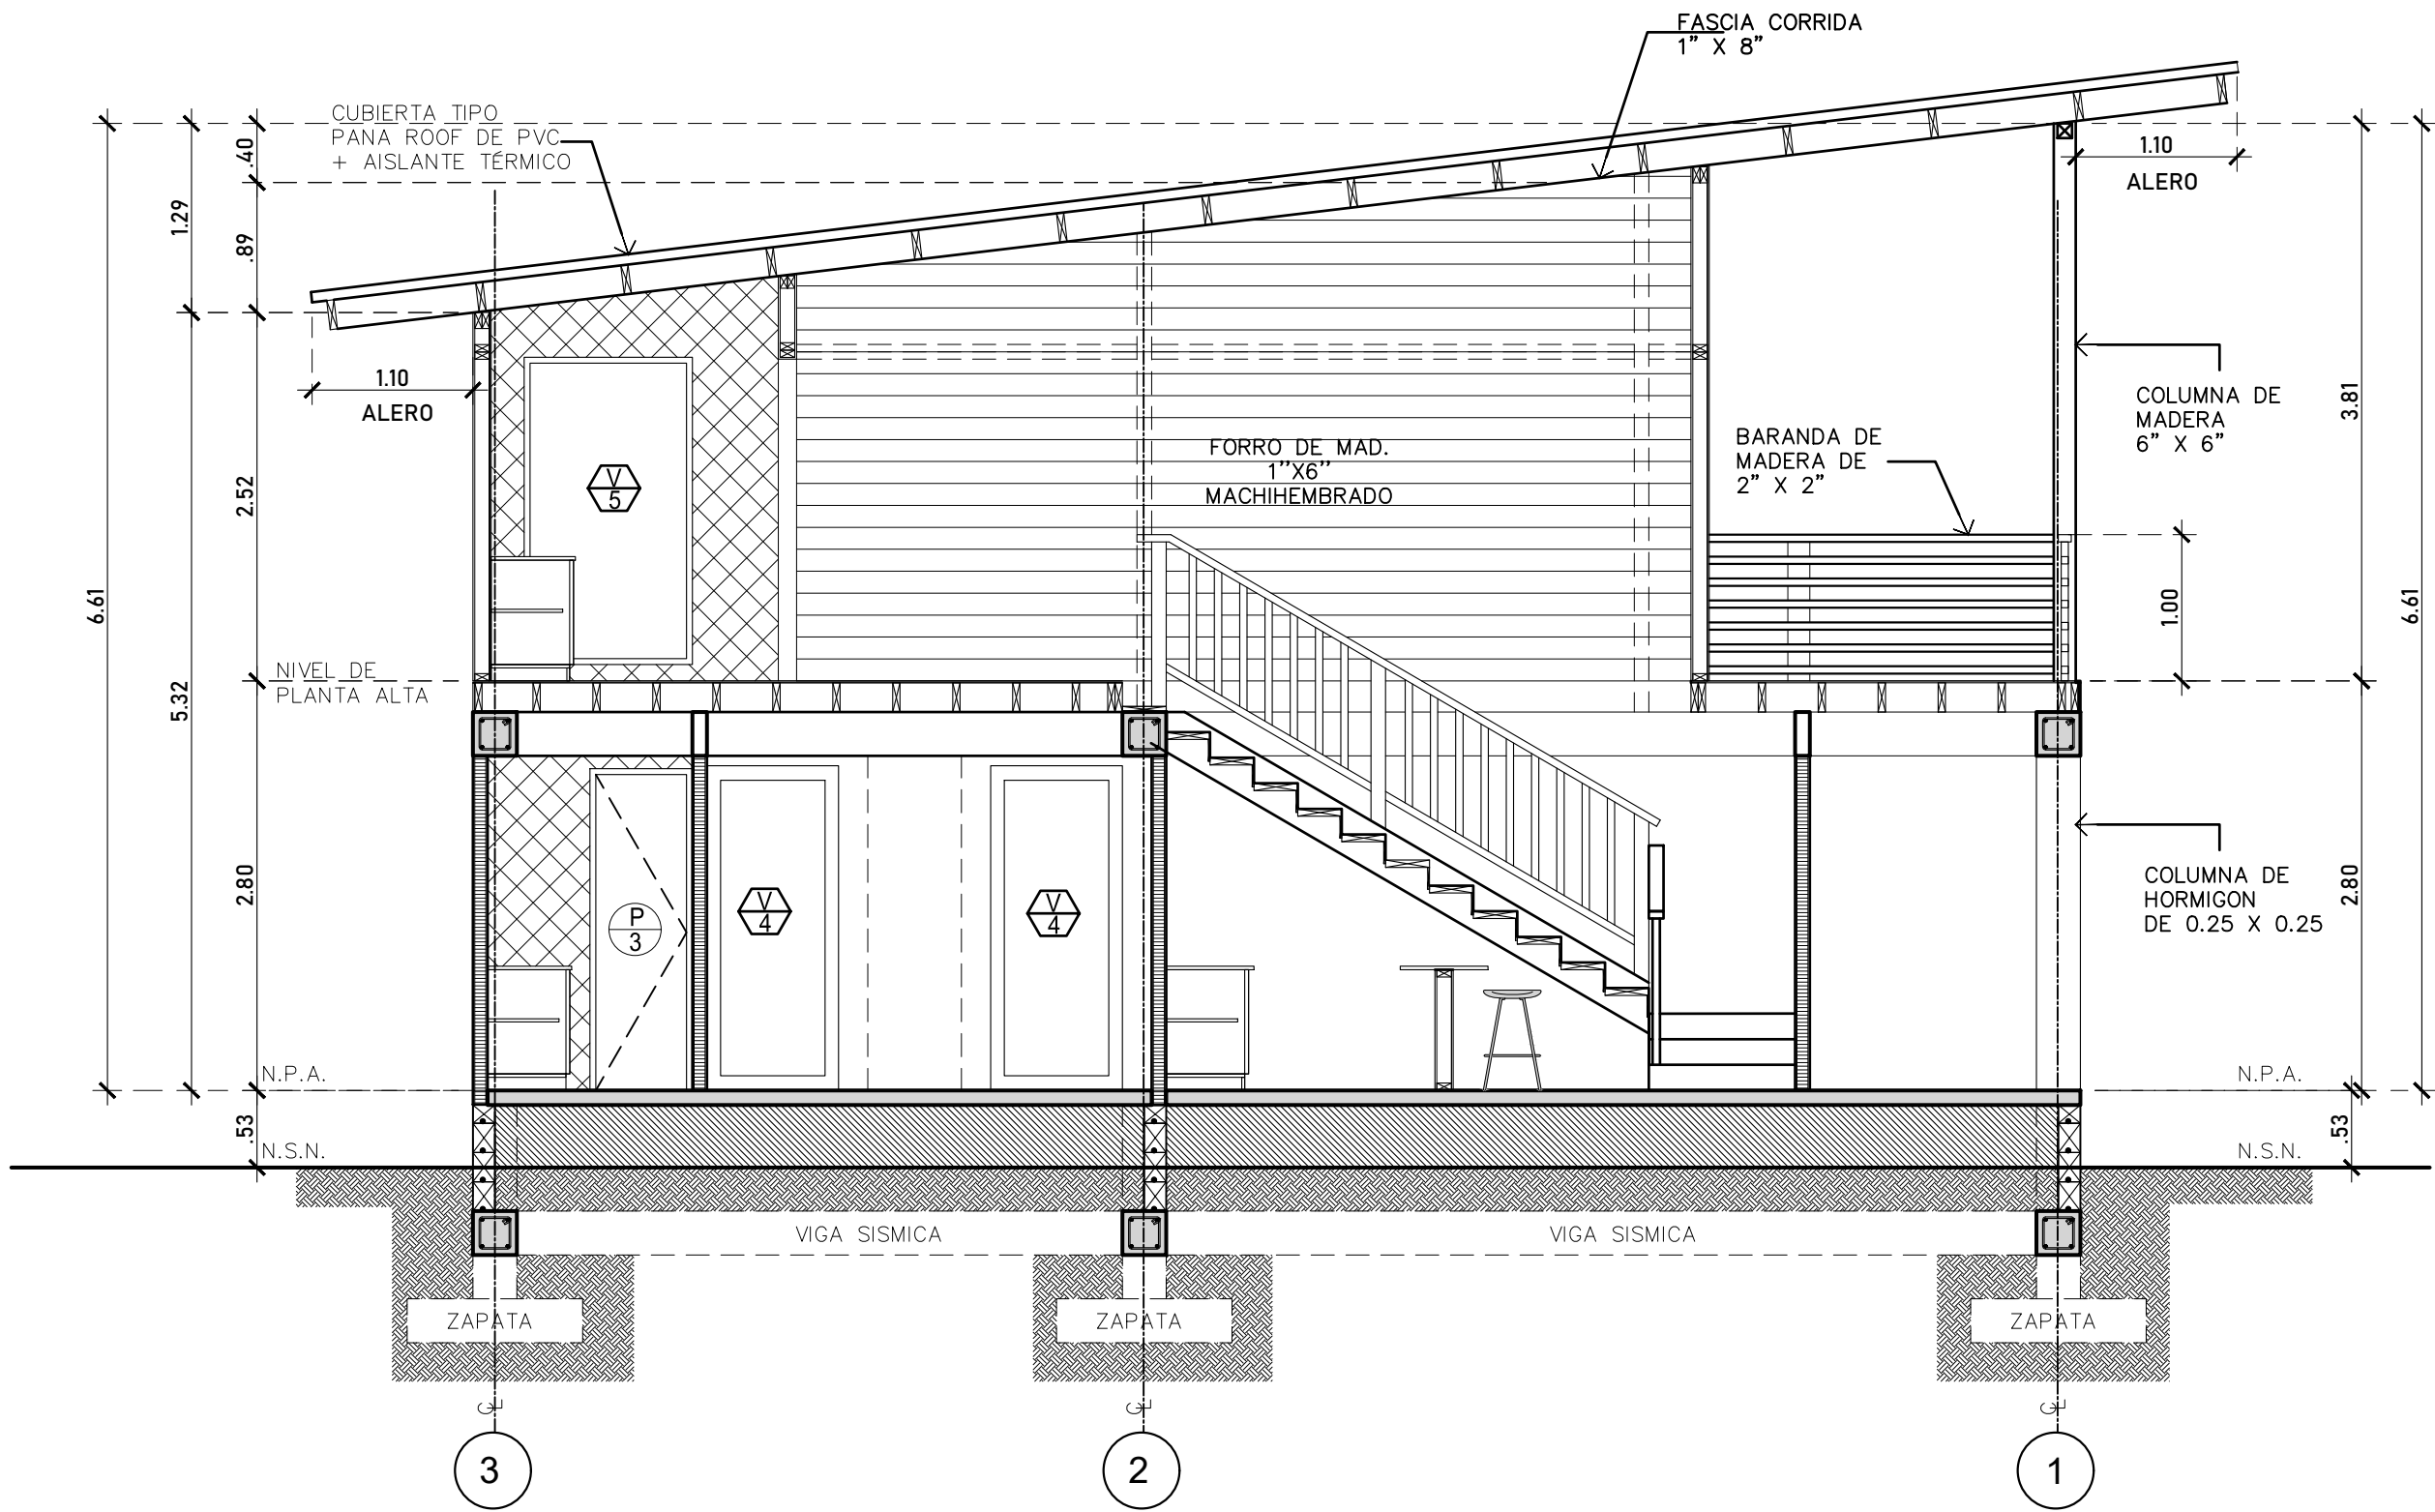 FASCIA CORRIDA
1" X 8"
CUBIERTA TIPO
PANA ROOF DE PVC
+ AISLANTE TÉRMICO
.40
1.29
.89
1.10
ALERO
1.10
ALERO
6.61
5.32
2.52
2.80
.53
V
5
FORRO DE MAD.
1''X6''
MACHIHEMBRADO
BARANDA DE
MADERA DE
2" X 2"
COLUMNA DE
MADERA
6" X 6"
3.81
1.00
6.61
2.80
.53
NIVEL DE
PLANTA ALTA
P
3
V
4
V
4
COLUMNA DE
HORMIGON
DE 0.25 X 0.25
N.P.A.
N.S.N.
N.P.A.
N.S.N.
VIGA SISMICA
VIGA SISMICA
ZAPATA
ZAPATA
ZAPATA
CL
CL
CL
3
2
1